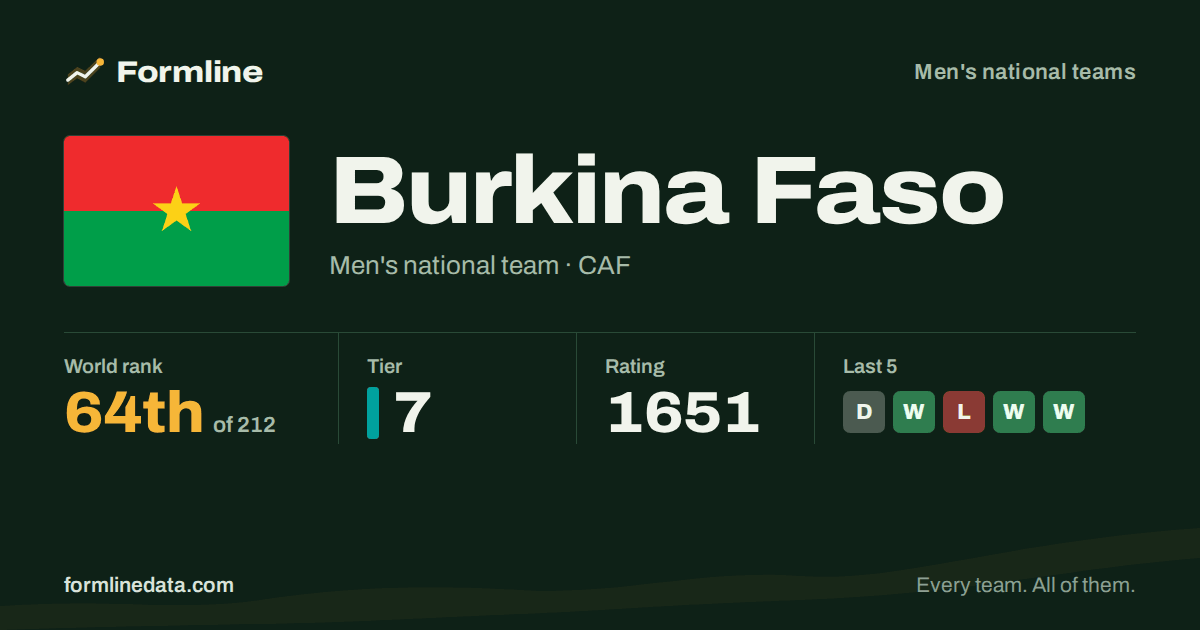 Formline
Men's national teams
Burkina Faso
Men's national team · CAF
World rank
64th of 212
Tier
7
Rating
1651
Last 5
D W L W W
formlinedata.com
Every team. All of them.